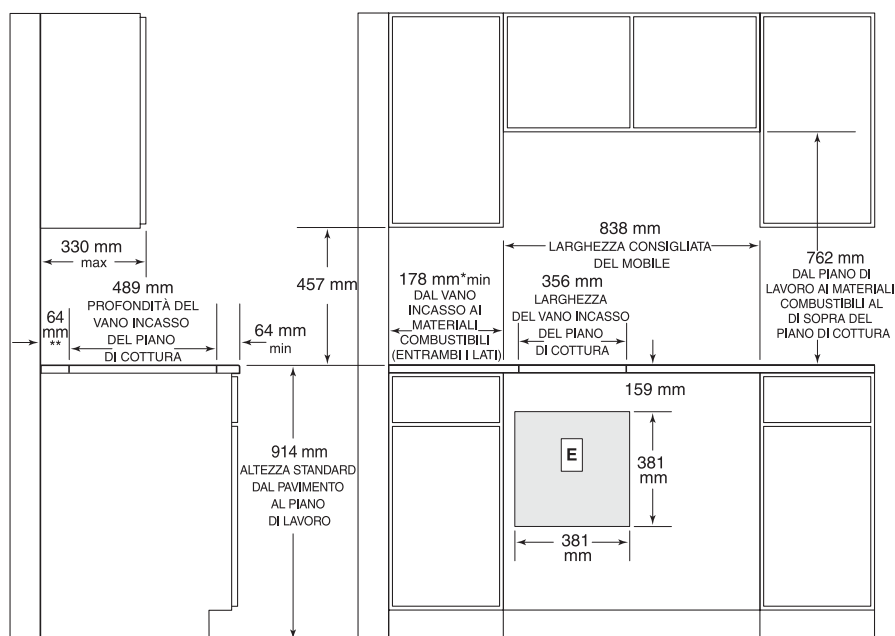 330 mm
max
489 mm
PROFONDITÀ DEL
VANO INCASSO
DEL PIANO
DI COTTURA
64
mm
**
64 mm
min
457 mm
914 mm
ALTEZZA STANDARD
DAL PAVIMENTO
AL PIANO
DI LAVORO
178 mm*min
DAL VANO
INCASSO AI
MATERIALI
COMBUSTIBILI
(ENTRAMBI I LATI)
838 mm
LARGHEZZA CONSIGLIATA
DEL MOBILE
356 mm
LARGHEZZA
DEL VANO INCASSO
DEL PIANO
DI COTTURA
762 mm
DAL PIANO DI
LAVORO AI MATERIALI
COMBUSTIBILI AL
DI SOPRA DEL
PIANO DI COTTURA
159 mm
E
381
mm
381
mm